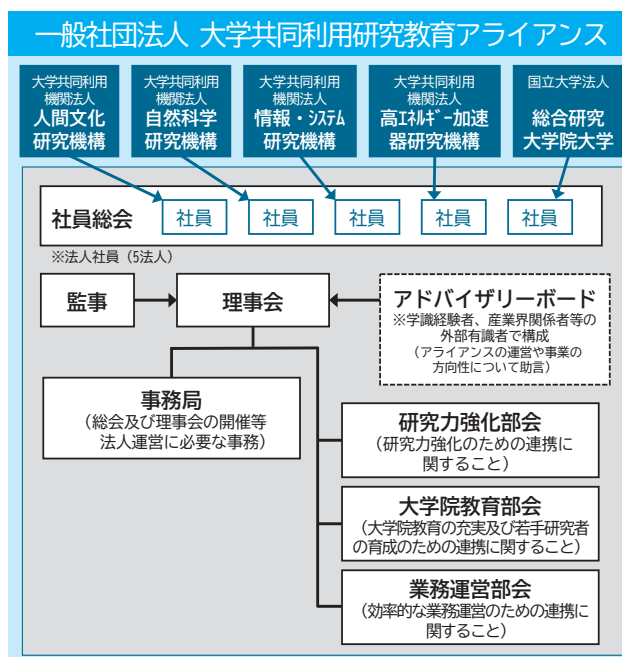 一般社団法人 大学共同利用研究教育アライアンス
大学共同利用
機関法人
人間文化
研究機構
大学共同利用
機関法人
自然科学
研究機構
大学共同利用
機関法人
情報・ｼｽﾃﾑ
研究機構
大学共同利用
機関法人
高ｴﾈﾙｷﾞｰ加速
器研究機構
国立大学法人
総合研究
大学院大学
社員総会
社員
社員
社員
社員
社員
※法人社員（5法人）
監事
理事会
アドバイザリーボード
※学識経験者、産業界関係者等の
外部有識者で構成
（アライアンスの運営や事業の
方向性について助言）
事務局
（総会及び理事会の開催等
法人運営に必要な事務）
研究力強化部会
（研究力強化のための連携に
関すること）
大学院教育部会
（大学院教育の充実及び若手研究者
の育成のための連携に関すること）
業務運営部会
（効率的な業務運営のための連携に
関すること）